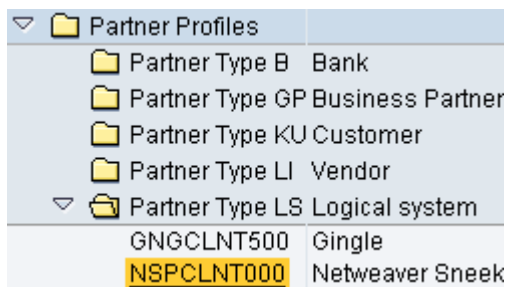 Partner Profiles
Partner Type B Bank
Partner Type GP Business Partner
Partner Type KU Customer
Partner Type LI Vendor
Partner Type LS Logical system
GNGCLNT500 Gingle
NSPCLNT000 Netweaver Sneek